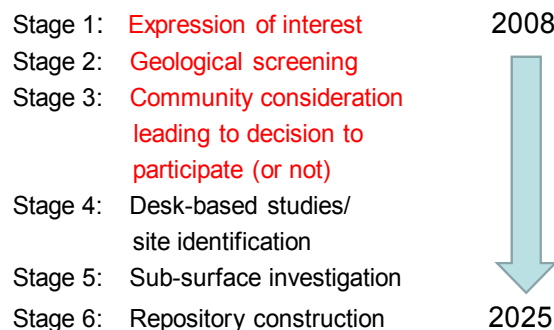 Stage 1: Expression of interest 2008
Stage 2: Geological screening
Stage 3: Community consideration
leading to decision to
participate (or not)
Stage 4: Desk-based studies/
site identification
Stage 5: Sub-surface investigation
Stage 6: Repository construction 2025